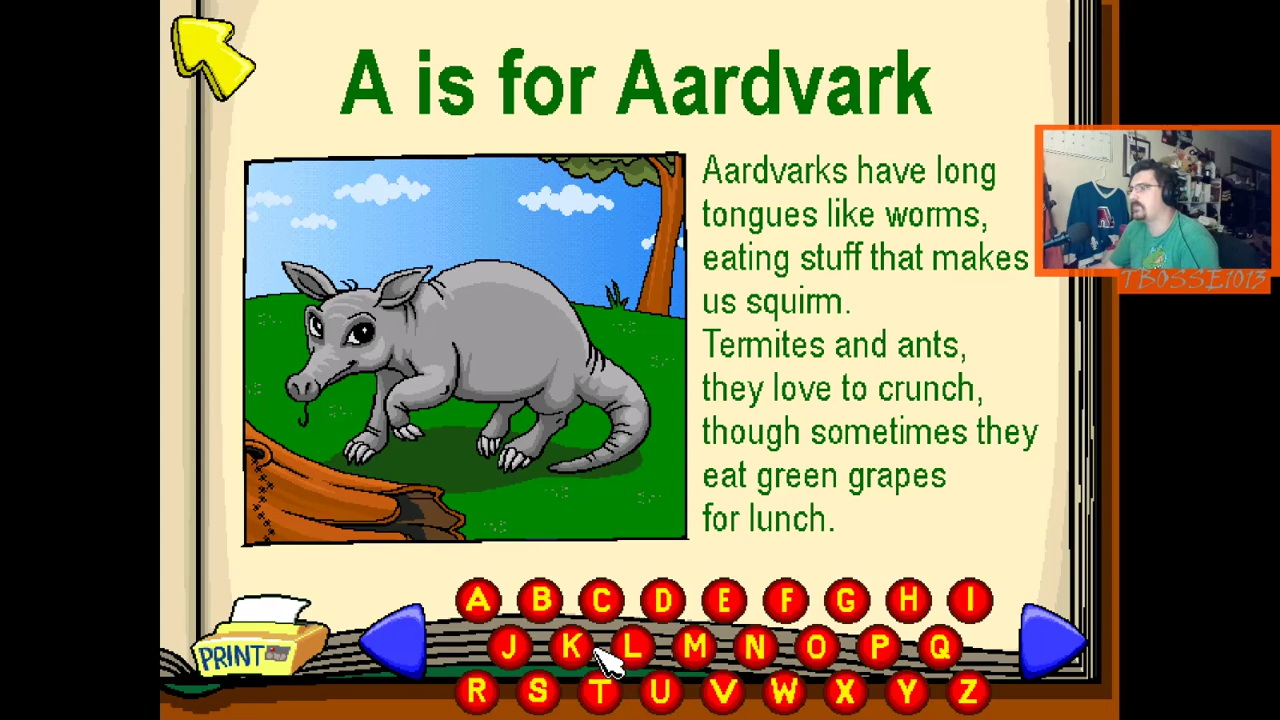 A is for Aardvark
Aardvarks have long
tongues like worms,
eating stuff that makes
us squirm.
Termites and ants,
they love to crunch,
though sometimes they
eat green grapes
for lunch.
TBOSSE1013
PRINT
A B C D E F G H I
J K L M N O P Q
R S T U V W X Y Z